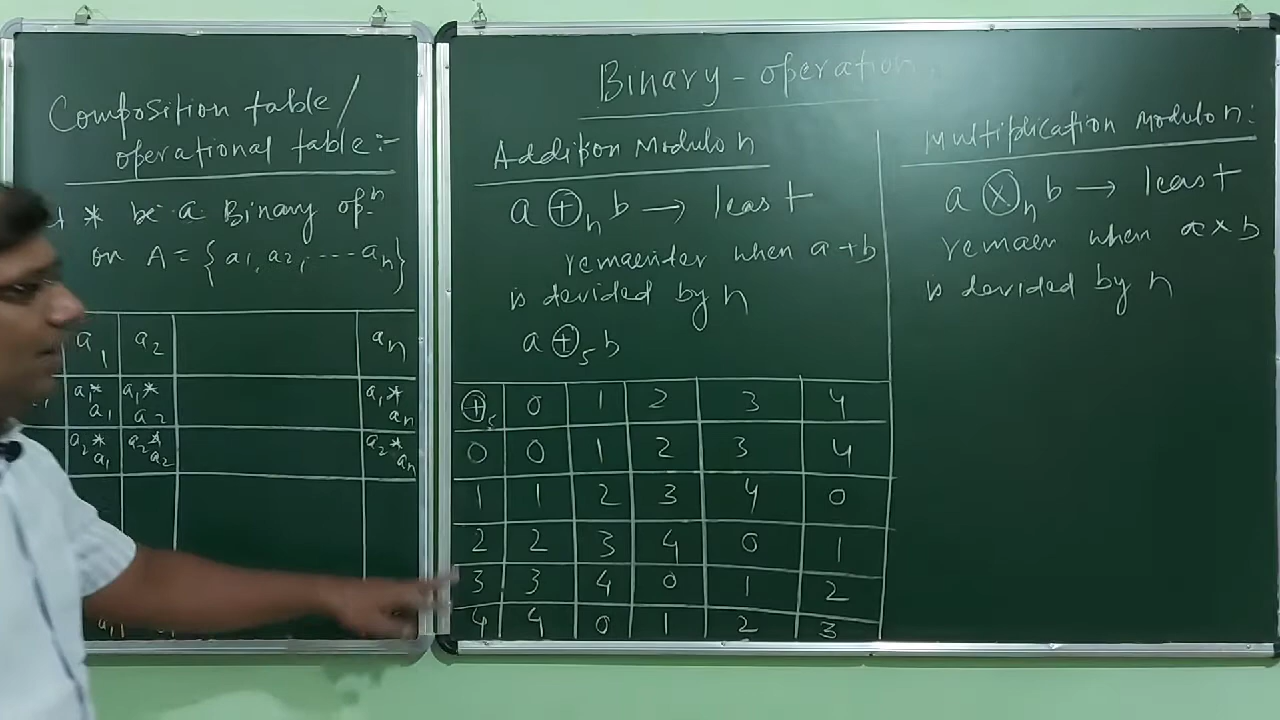 Composition table/
operational table:-
* be a Binary opⁿ
on A = {a₁, a₂, ---- aₙ}
a₁ a₂ aₙ
a₁* a₁ a₁* a₂ a₁* aₙ
a₂* a₁ a₂* a₂ a₂* aₙ
Binary - operation
Addition Modulo n
a ⊕ₙ b → least
remainder when a + b
is devided by n
a ⊕₅ b
⊕₅ 0 1 2 3 4
0 0 1 2 3 4
1 1 2 3 4 0
2 2 3 4 0 1
3 3 4 0 1 2
4 4 0 1 2 3
Multiplication Modulo n:
a ⊗ₙ b → least
remaen when a x b
is devided by n